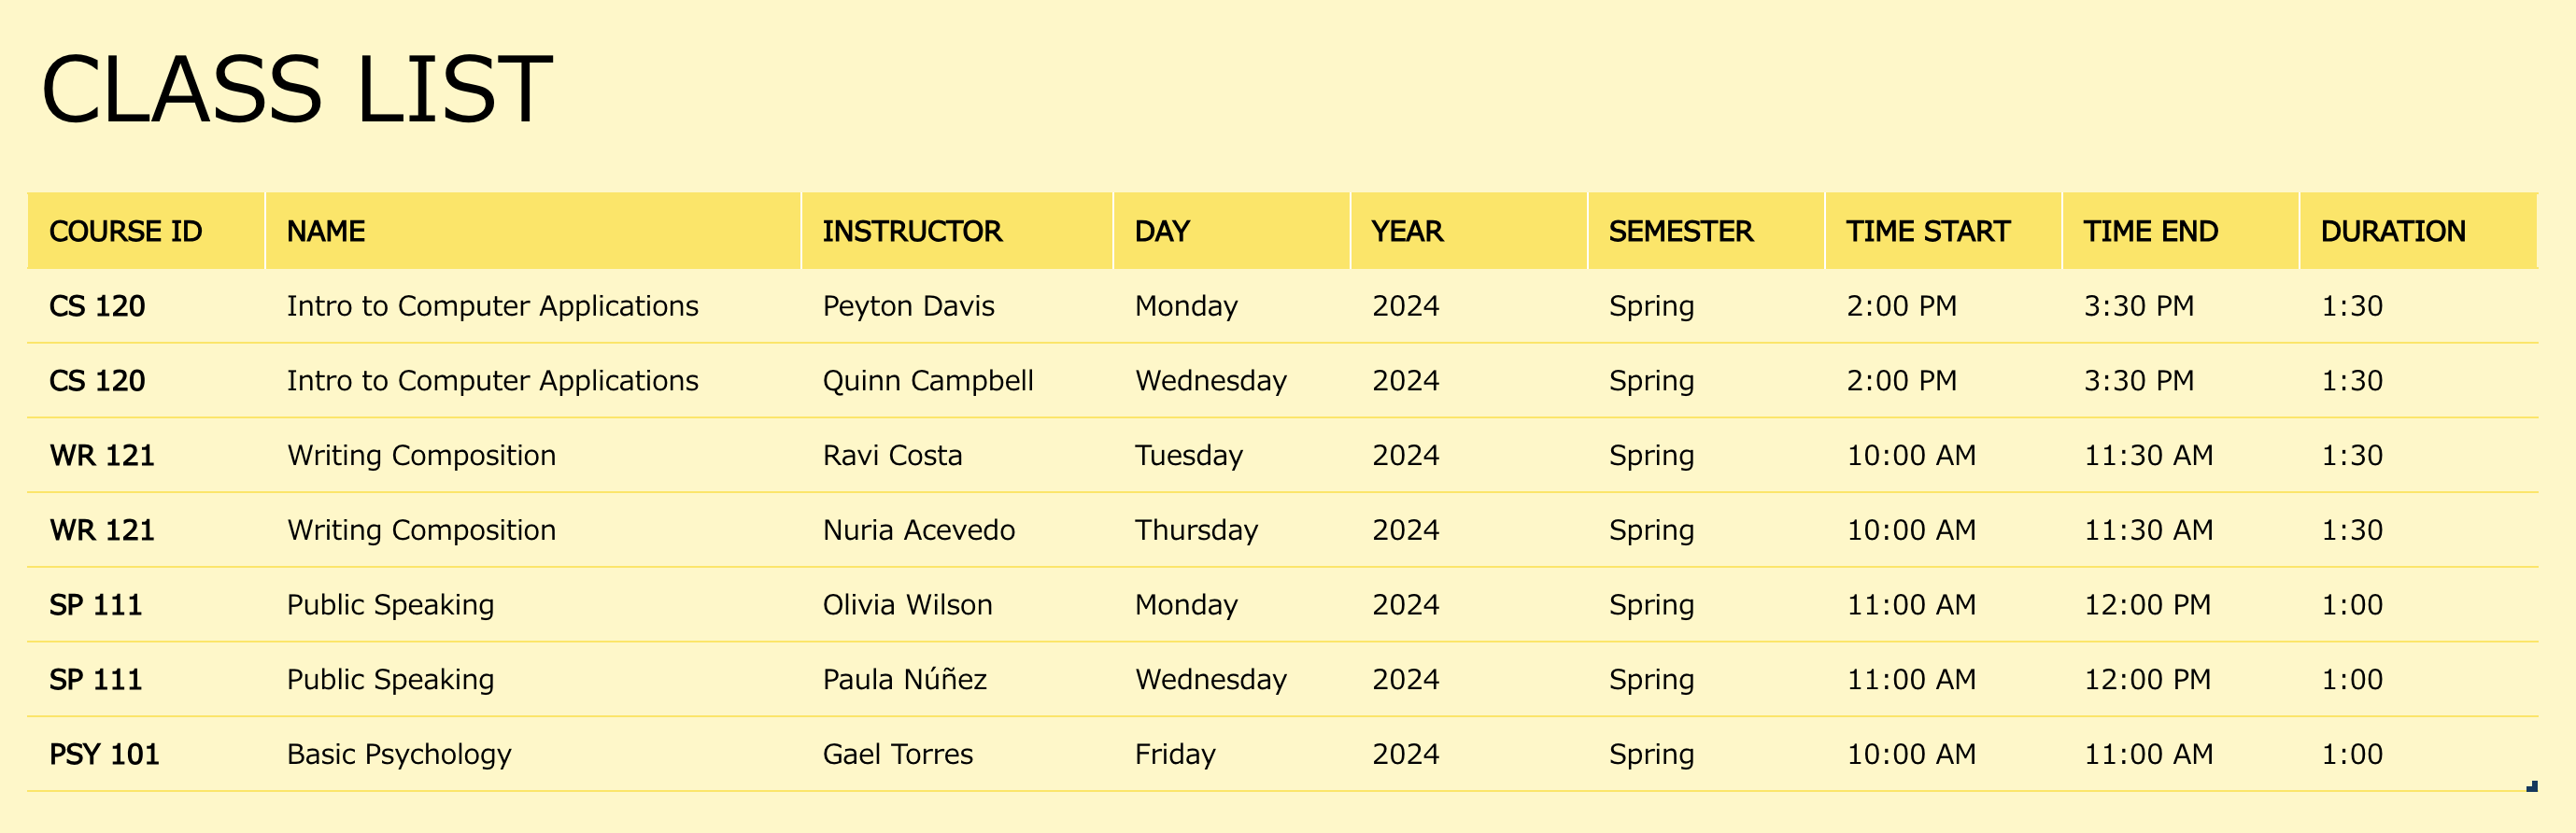 CLASS LIST
COURSE ID NAME INSTRUCTOR DAY YEAR SEMESTER TIME START TIME END DURATION
CS 120 Intro to Computer Applications Peyton Davis Monday 2024 Spring 2:00 PM 3:30 PM 1:30
CS 120 Intro to Computer Applications Quinn Campbell Wednesday 2024 Spring 2:00 PM 3:30 PM 1:30
WR 121 Writing Composition Ravi Costa Tuesday 2024 Spring 10:00 AM 11:30 AM 1:30
WR 121 Writing Composition Nuria Acevedo Thursday 2024 Spring 10:00 AM 11:30 AM 1:30
SP 111 Public Speaking Olivia Wilson Monday 2024 Spring 11:00 AM 12:00 PM 1:00
SP 111 Public Speaking Paula Núñez Wednesday 2024 Spring 11:00 AM 12:00 PM 1:00
PSY 101 Basic Psychology Gael Torres Friday 2024 Spring 10:00 AM 11:00 AM 1:00